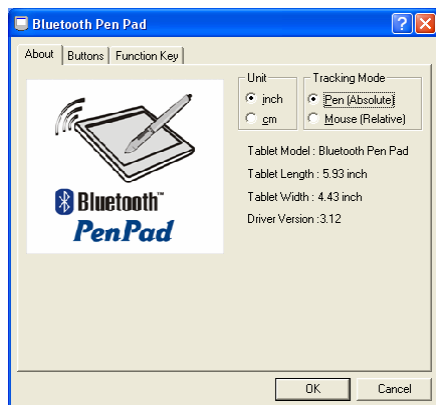 Bluetooth Pen Pad
About
Buttons
Function Key
Unit
inch
cm
Tracking Mode
Pen (Absolute)
Mouse (Relative)
Bluetooth™
PenPad
Tablet Model : Bluetooth Pen Pad
Tablet Length : 5.93 inch
Tablet Width : 4.43 inch
Driver Version :3.12
OK
Cancel